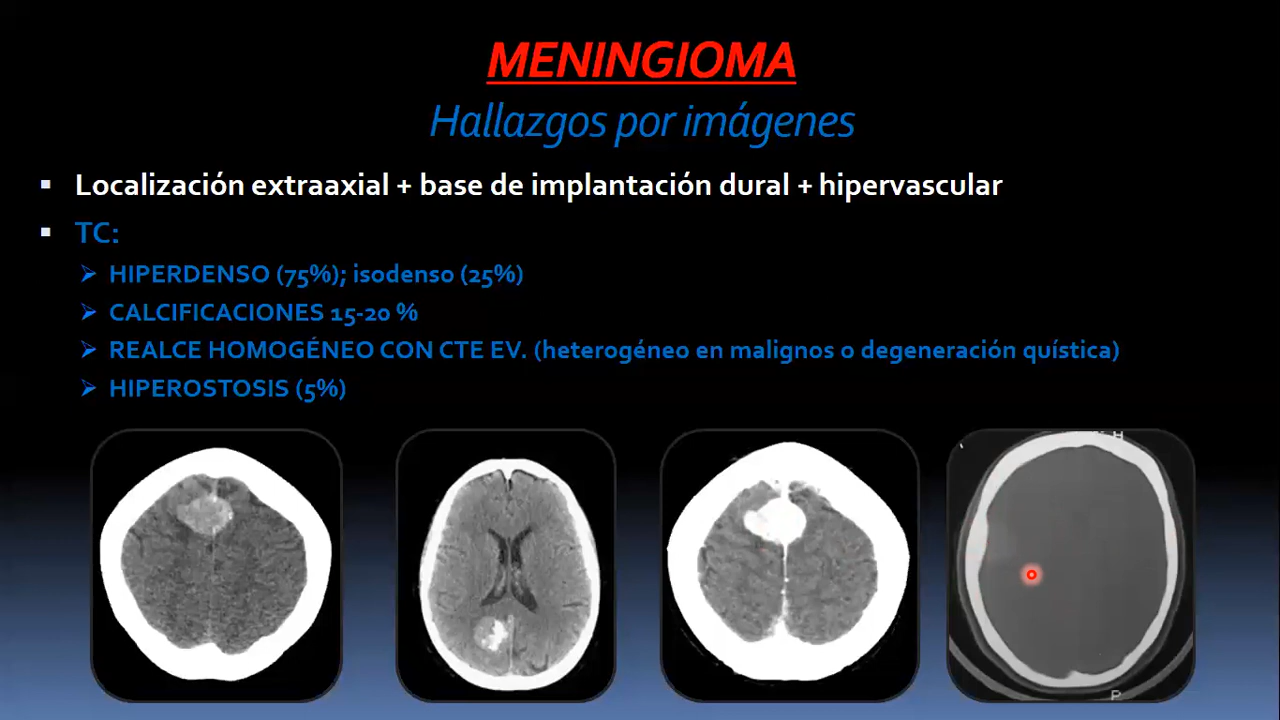 MENINGIOMA
Hallazgos por imágenes
▪ Localización extraaxial + base de implantación dural + hipervascular
▪ TC:
➢ HIPERDENSO (75%); isodenso (25%)
➢ CALCIFICACIONES 15-20 %
➢ REALCE HOMOGÉNEO CON CTE EV. (heterogéneo en malignos o degeneración quística)
➢ HIPEROSTOSIS (5%)
H
P